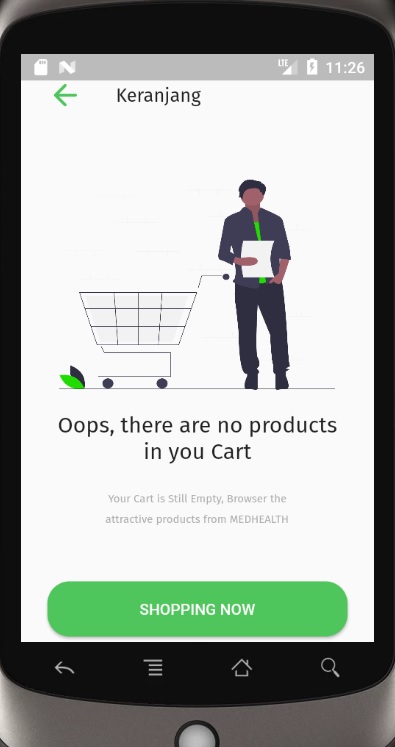 LTE 11:26
Keranjang
Oops, there are no products
in you Cart
Your Cart is Still Empty, Browser the
attractive products from MEDHEALTH
SHOPPING NOW